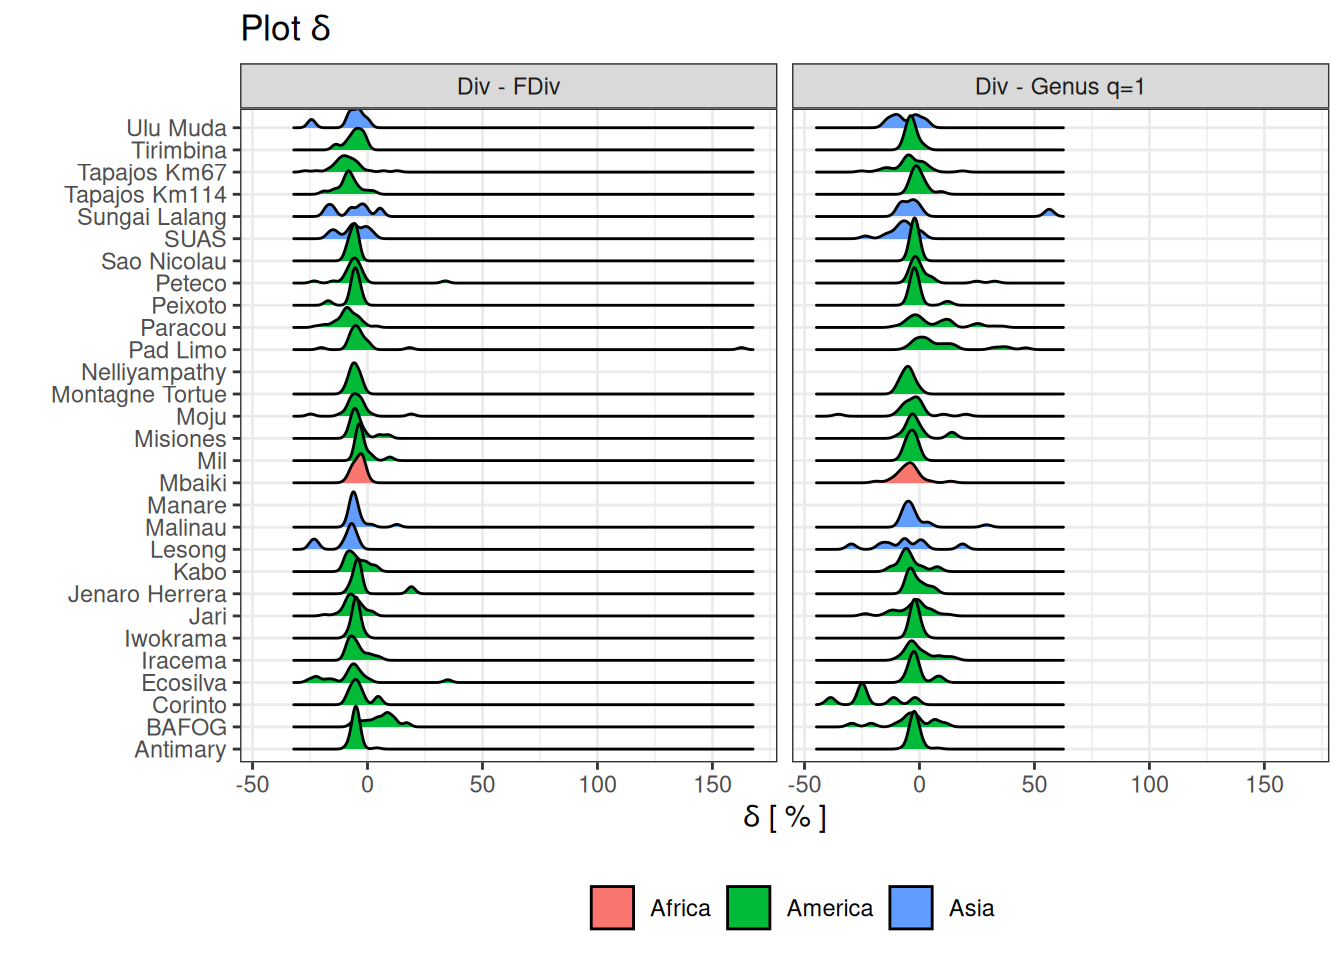 Plot δ
Div - FDiv
Div - Genus q=1
Ulu Muda
Tirimbina
Tapajos Km67
Tapajos Km114
Sungai Lalang
SUAS
Sao Nicolau
Peteco
Peixoto
Paracou
Pad Limo
Nelliyampathy
Montagne Tortue
Moju
Misiones
Mil
Mbaiki
Manare
Malinau
Lesong
Kabo
Jenaro Herrera
Jari
Iwokrama
Iracema
Ecosilva
Corinto
BAFOG
Antimary
-50 0 50 100 150
-50 0 50 100 150
δ [ % ]
Africa America Asia